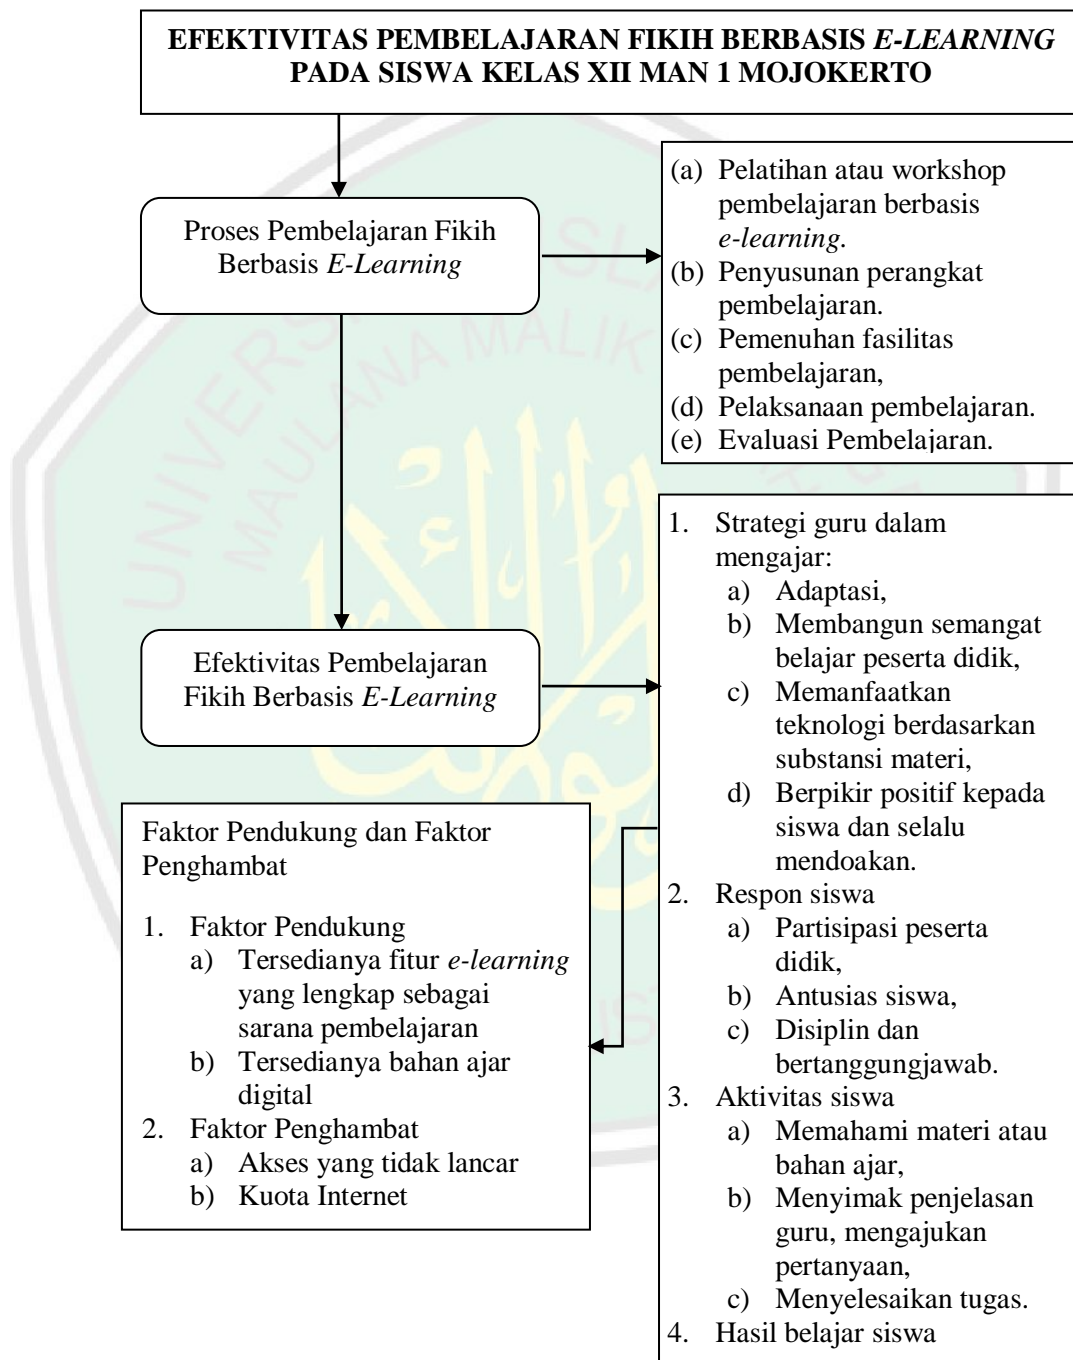 EFEKTIVITAS PEMBELAJARAN FIKIH BERBASIS E-LEARNING
PADA SISWA KELAS XII MAN 1 MOJOKERTO
Proses Pembelajaran Fikih
Berbasis E-Learning
(a) Pelatihan atau workshop
pembelajaran berbasis
e-learning.
(b) Penyusunan perangkat
pembelajaran.
(c) Pemenuhan fasilitas
pembelajaran,
(d) Pelaksanaan pembelajaran.
(e) Evaluasi Pembelajaran.
Efektivitas Pembelajaran
Fikih Berbasis E-Learning
1. Strategi guru dalam
mengajar:
a) Adaptasi,
b) Membangun semangat
belajar peserta didik,
c) Memanfaatkan
teknologi berdasarkan
substansi materi,
d) Berpikir positif kepada
siswa dan selalu
mendoakan.
2. Respon siswa
a) Partisipasi peserta
didik,
b) Antusias siswa,
c) Disiplin dan
bertanggungjawab.
3. Aktivitas siswa
a) Memahami materi atau
bahan ajar,
b) Menyimak penjelasan
guru, mengajukan
pertanyaan,
c) Menyelesaikan tugas.
4. Hasil belajar siswa
Faktor Pendukung dan Faktor
Penghambat
1. Faktor Pendukung
a) Tersedianya fitur e-learning
yang lengkap sebagai
sarana pembelajaran
b) Tersedianya bahan ajar
digital
2. Faktor Penghambat
a) Akses yang tidak lancar
b) Kuota Internet
MAULANA MALIK